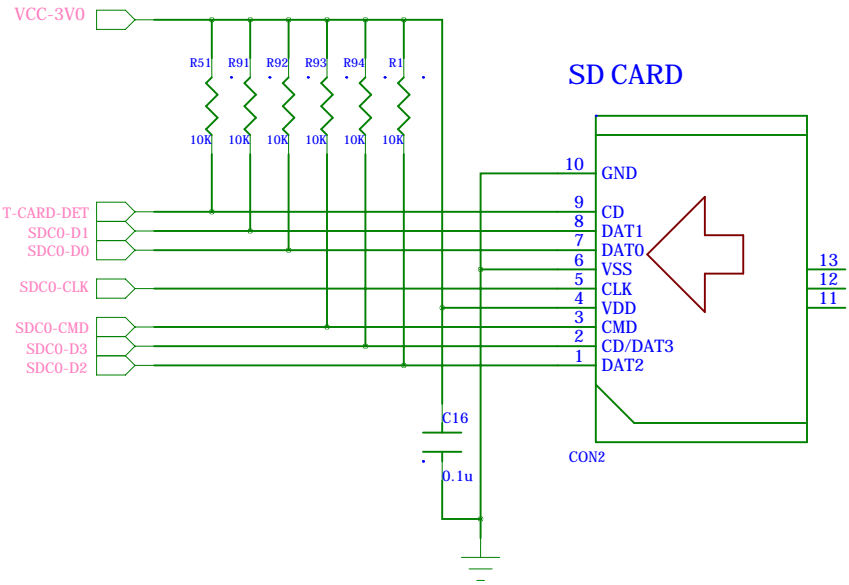 VCC-3V0
R51 R91 R92 R93 R94 R1
10K 10K 10K 10K 10K 10K
SD CARD
10 GND
T-CARD-DET 9 CD
SDC0-D1 8 DAT1
SDC0-D0 7 DAT0
6 VSS 13
SDC0-CLK 5 CLK 12
4 VDD 11
SDC0-CMD 3 CMD
SDC0-D3 2 CD/DAT3
SDC0-D2 1 DAT2
C16
0.1u
CON2